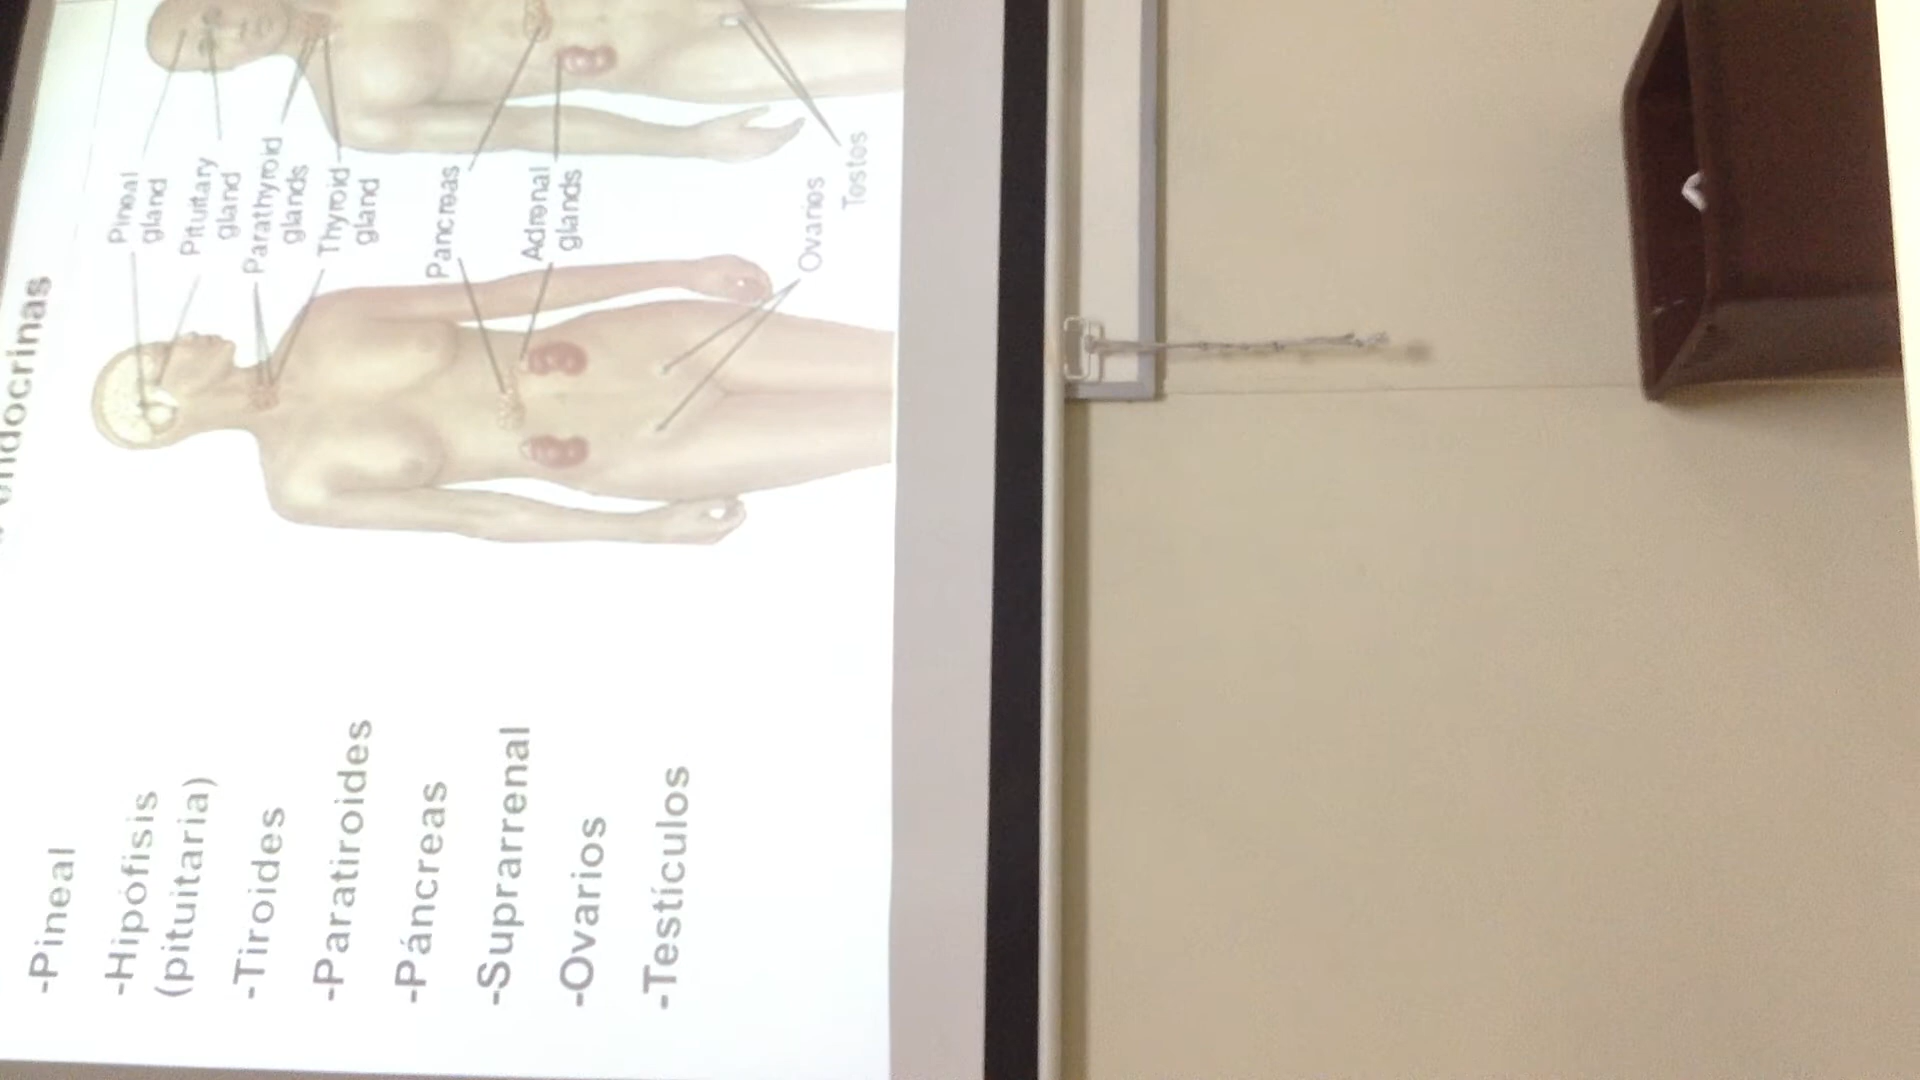 endocrinas
-Pineal
-Hipófisis
(pituitaria)
-Tiroides
-Paratiroides
-Páncreas
-Suprarrenal
-Ovarios
-Testículos
Pineal
gland
Pituitary
gland
Parathyroid
glands
Thyroid
gland
Pancreas
Adrenal
glands
Ovaries
Testes